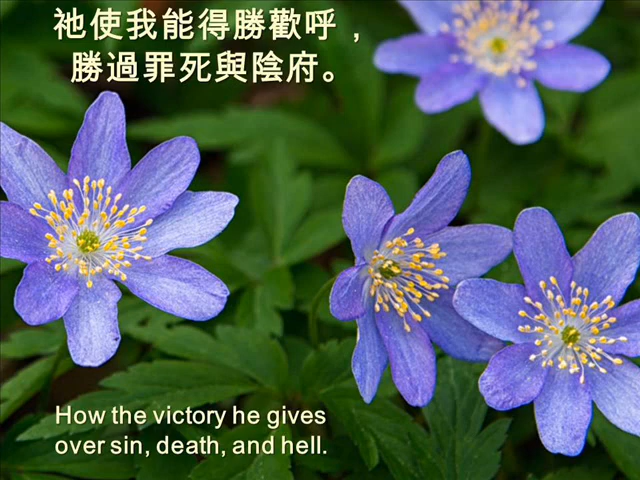 祂使我能得勝歡呼，
勝過罪死與陰府。
How the victory he gives
over sin, death, and hell.